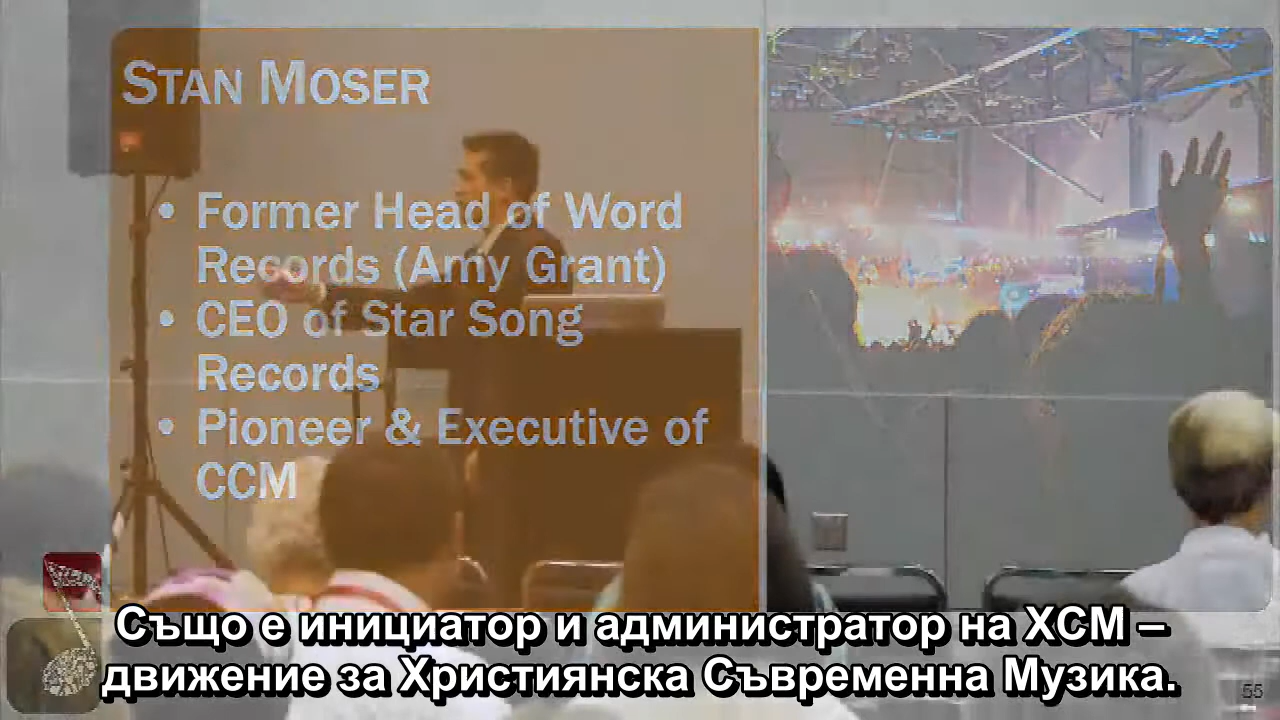 STAN MOSER
• Former Head of Word
Records (Amy Grant)
• CEO of Star Song
Records
• Pioneer & Executive of
CCM
Също е инициатор и администратор на ХСМ –
движение за Християнска Съвременна Музика.
55